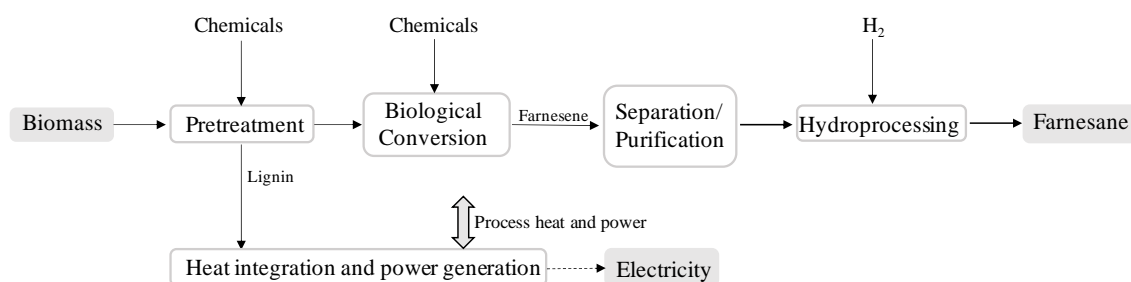 Chemicals
Chemicals
H₂
Biomass
Pretreatment
Biological
Conversion
Farnesene
Separation/
Purification
Hydroprocessing
Farnesane
Lignin
Process heat and power
Heat integration and power generation
Electricity